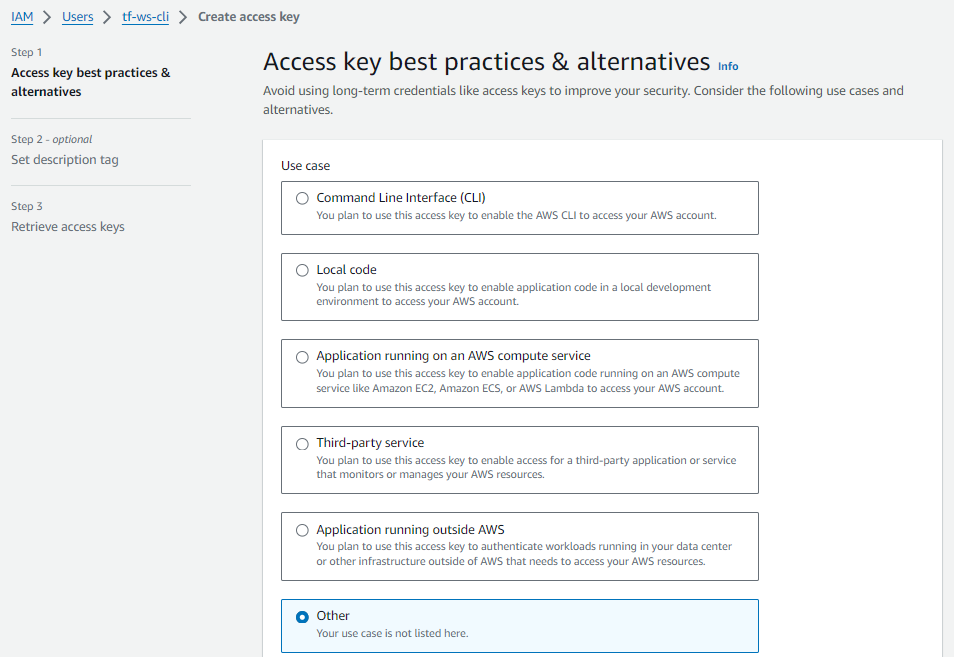 IAM > Users > tf-ws-cli > Create access key
Step 1
Access key best practices &
alternatives
Step 2 - optional
Set description tag
Step 3
Retrieve access keys
Access key best practices & alternatives Info
Avoid using long-term credentials like access keys to improve your security. Consider the following use cases and
alternatives.
Use case
Command Line Interface (CLI)
You plan to use this access key to enable the AWS CLI to access your AWS account.
Local code
You plan to use this access key to enable application code in a local development
environment to access your AWS account.
Application running on an AWS compute service
You plan to use this access key to enable application code running on an AWS compute
service like Amazon EC2, Amazon ECS, or AWS Lambda to access your AWS account.
Third-party service
You plan to use this access key to enable access for a third-party application or service
that monitors or manages your AWS resources.
Application running outside AWS
You plan to use this access key to authenticate workloads running in your data center
or other infrastructure outside of AWS that needs to access your AWS resources.
Other
Your use case is not listed here.